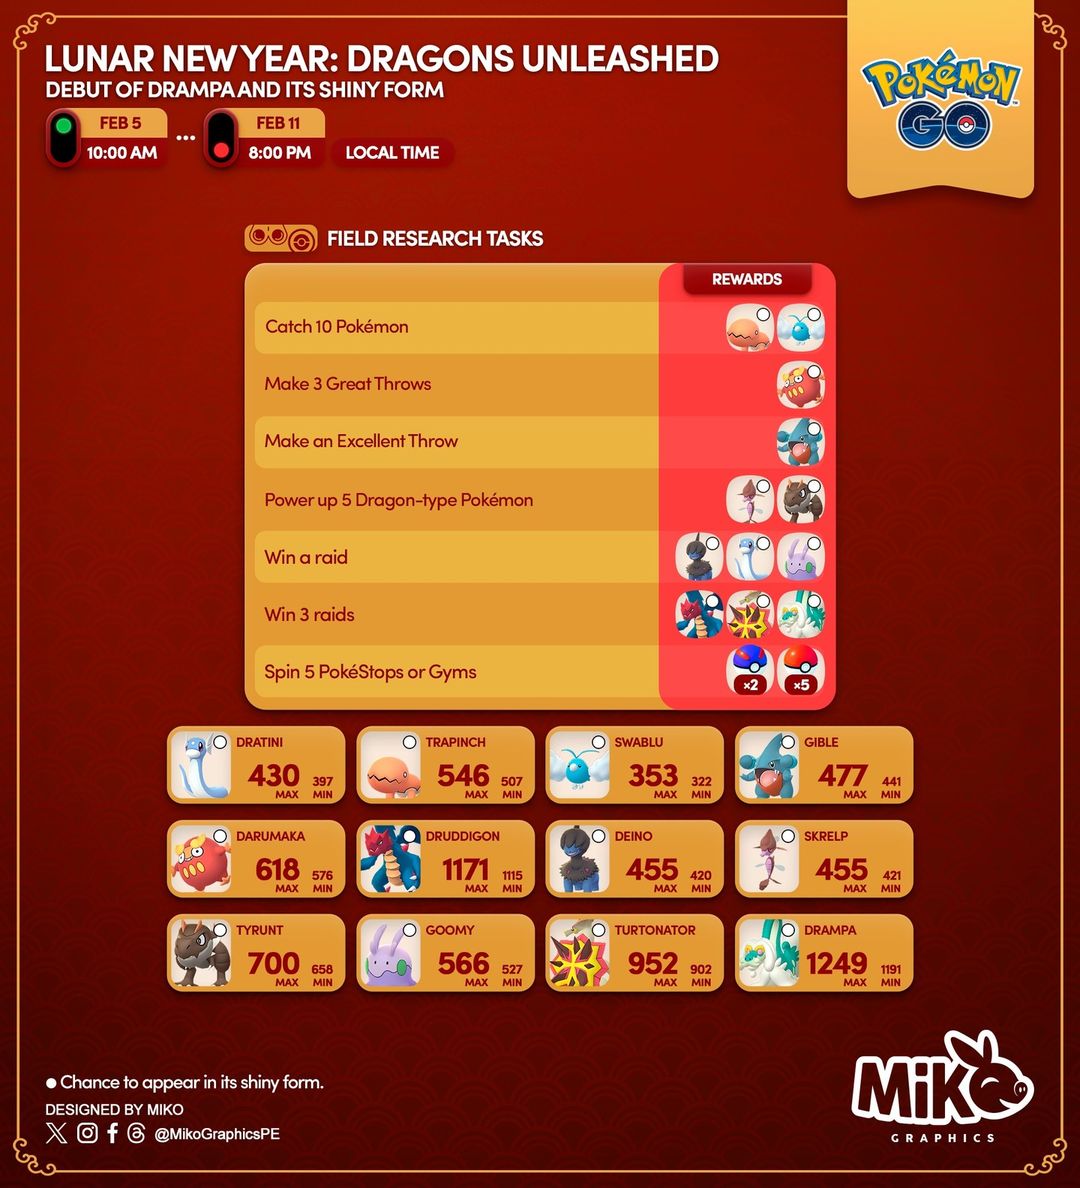 LUNAR NEW YEAR: DRAGONS UNLEASHED
DEBUT OF DRAMPA AND ITS SHINY FORM
FEB 5 ... FEB 11
10:00 AM 8:00 PM LOCAL TIME
POKÉMON
GO
FIELD RESEARCH TASKS
REWARDS
Catch 10 Pokémon
Make 3 Great Throws
Make an Excellent Throw
Power up 5 Dragon-type Pokémon
Win a raid
Win 3 raids
Spin 5 PokéStops or Gyms
×2 ×5
DRATINI
430 397
MAX MIN
TRAPINCH
546 507
MAX MIN
SWABLU
353 322
MAX MIN
GIBLE
477 441
MAX MIN
DARUMAKA
618 576
MAX MIN
DRUDDIGON
1171 1115
MAX MIN
DEINO
455 420
MAX MIN
SKRELP
455 421
MAX MIN
TYRUNT
700 658
MAX MIN
GOOMY
566 527
MAX MIN
TURTONATOR
952 902
MAX MIN
DRAMPA
1249 1191
MAX MIN
Chance to appear in its shiny form.
DESIGNED BY MIKO
@MikoGraphicsPE
MiKO
GRAPHICS